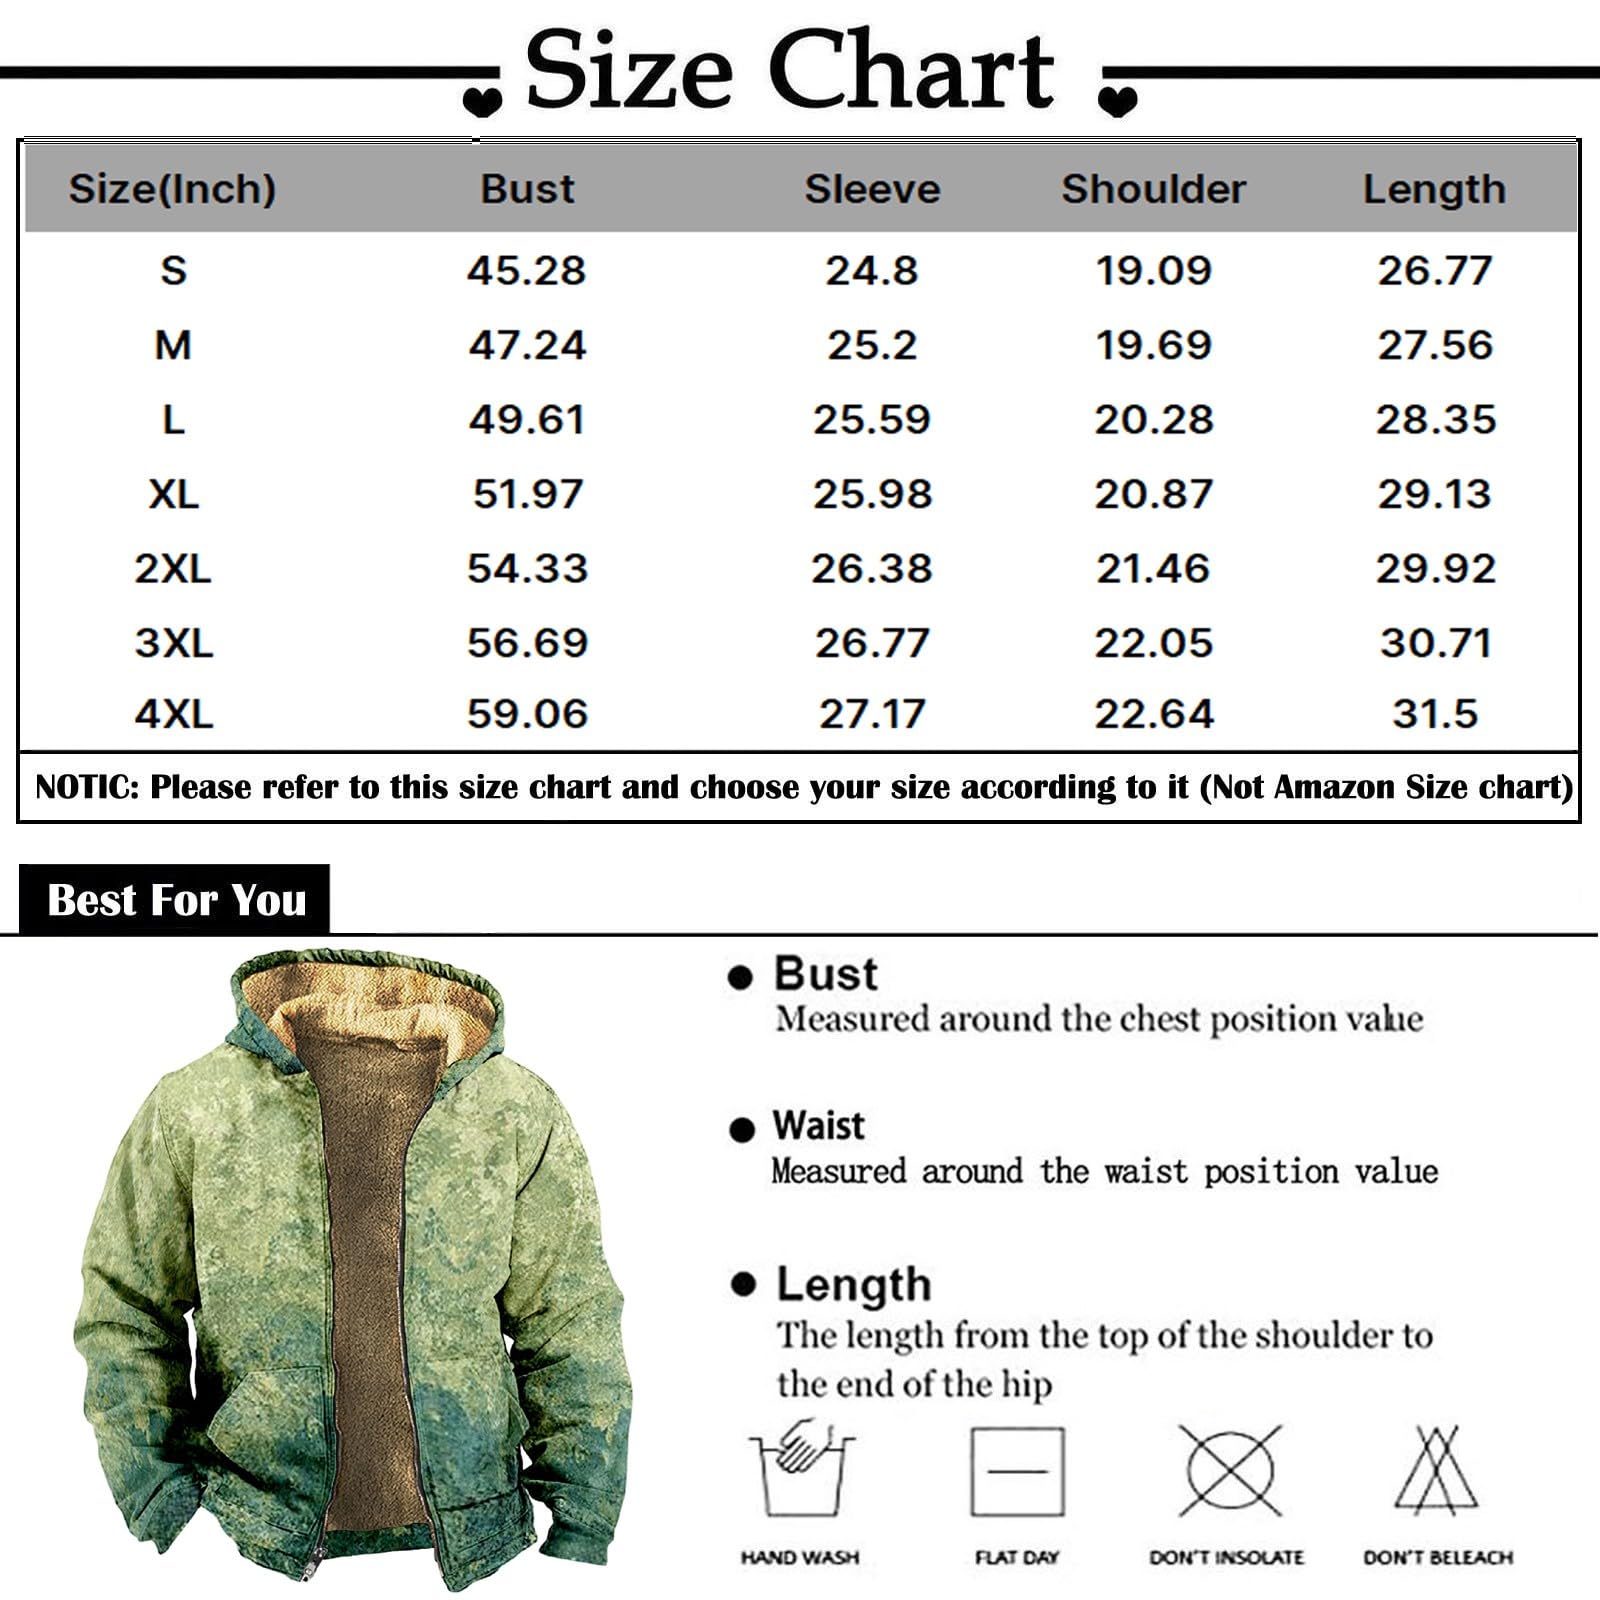 Size Chart
Size(Inch) Bust Sleeve Shoulder Length
S 45.28 24.8 19.09 26.77
M 47.24 25.2 19.69 27.56
L 49.61 25.59 20.28 28.35
XL 51.97 25.98 20.87 29.13
2XL 54.33 26.38 21.46 29.92
3XL 56.69 26.77 22.05 30.71
4XL 59.06 27.17 22.64 31.5
NOTIC: Please refer to this size chart and choose your size according to it (Not Amazon Size chart)
Best For You
Bust
Measured around the chest position value
Waist
Measured around the waist position value
Length
The length from the top of the shoulder to
the end of the hip
HAND WASH FLAT DAY DON'T INSOLATE DON'T BELEACH